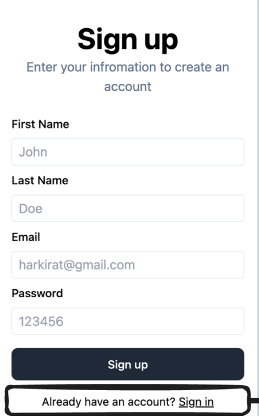 Sign up
Enter your infromation to create an
account
First Name
John
Last Name
Doe
Email
harkirat@gmail.com
Password
123456
Sign up
Already have an account? Sign in